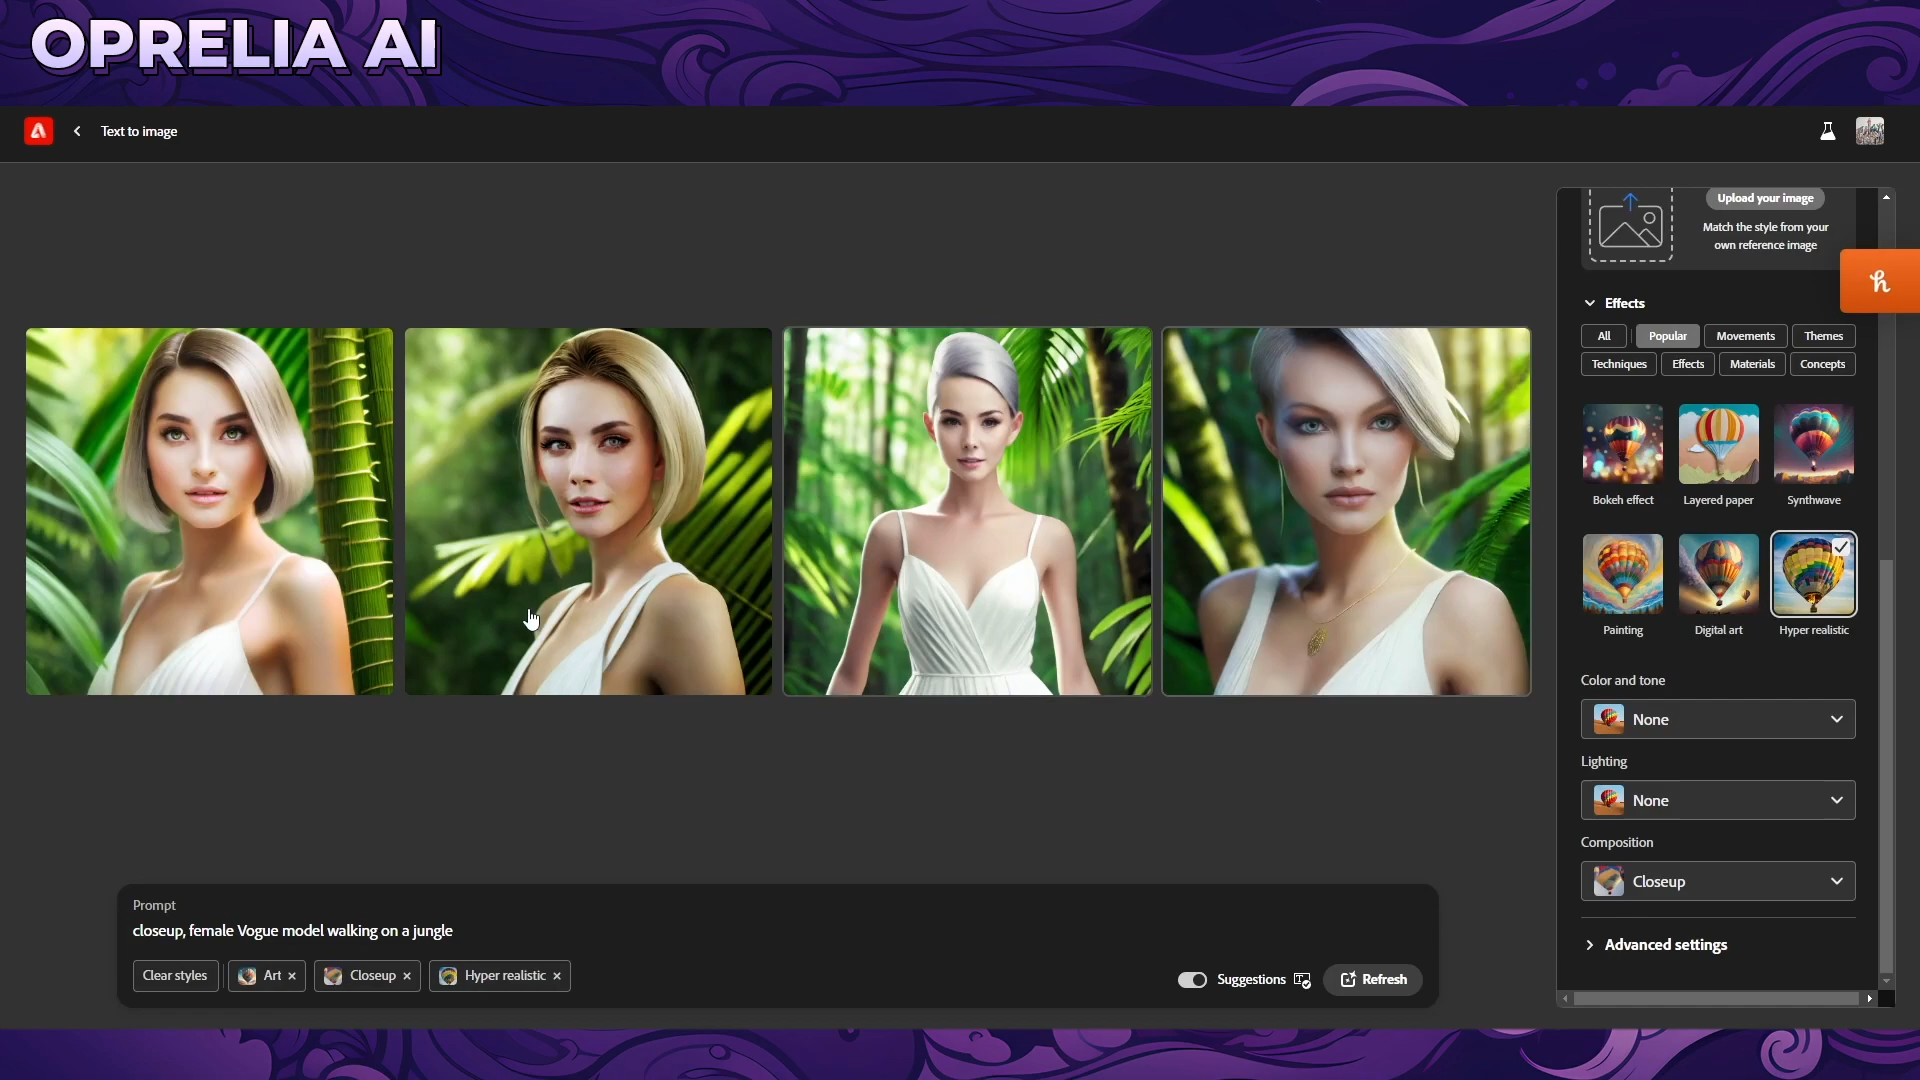 OPRELIA AI
Text to image
Upload your image
Match the style from your
own reference image
Effects
All
Popular
Movements
Themes
Techniques
Effects
Materials
Concepts
Bokeh effect
Layered paper
Synthwave
Painting
Digital art
Hyper realistic
Color and tone
None
Lighting
None
Composition
Closeup
Advanced settings
Prompt
closeup, female Vogue model walking on a jungle
Clear styles
Art
Closeup
Hyper realistic
Suggestions
Refresh